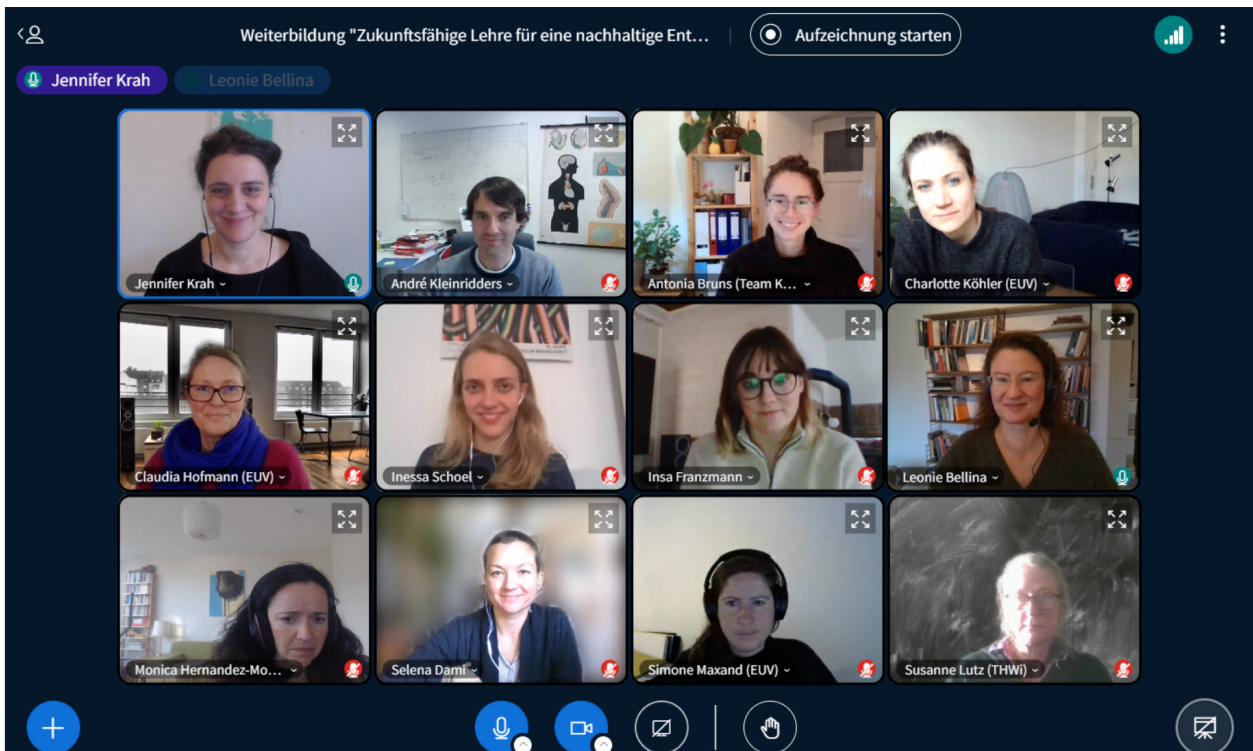 Weiterbildung "Zukunftsfähige Lehre für eine nachhaltige Ent...
Aufzeichnung starten
Jennifer Krah
Leonie Bellina
Jennifer Krah
André Kleinridders
Antonia Bruns (Team K...
Charlotte Köhler (EUV)
Claudia Hofmann (EUV)
Inessa Schoel
Insa Franzmann
Leonie Bellina
Monica Hernandez-Mo...
Selena Dami
Simone Maxand (EUV)
Susanne Lutz (THWi)